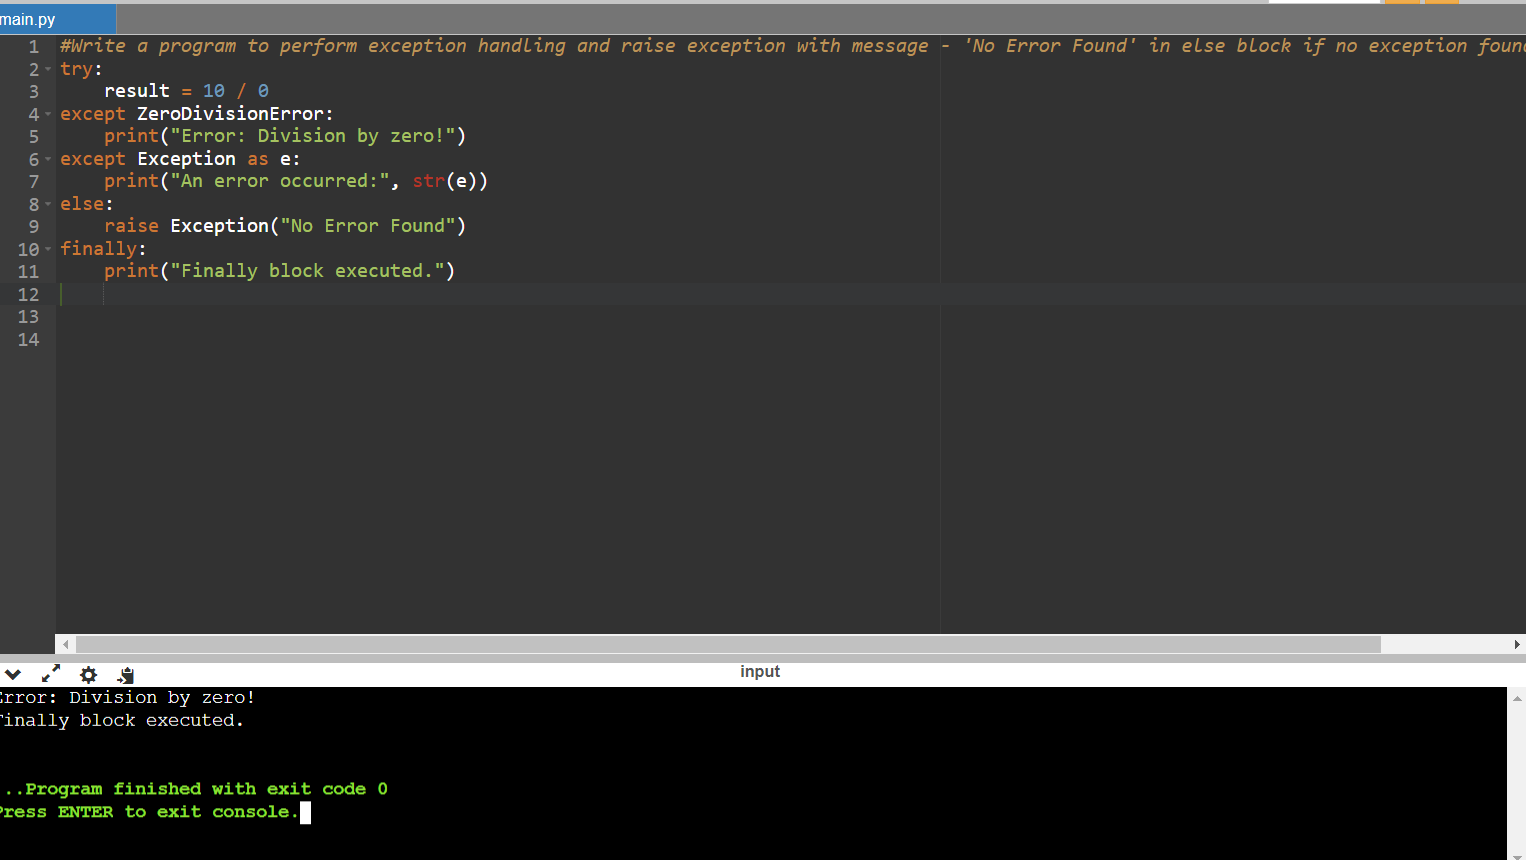 main.py
1 #Write a program to perform exception handling and raise exception with message - 'No Error Found' in else block if no exception
2 try:
3 result = 10 / 0
4 except ZeroDivisionError:
5 print("Error: Division by zero!")
6 except Exception as e:
7 print("An error occurred:", str(e))
8 else:
9 raise Exception("No Error Found")
10 finally:
11 print("Finally block executed.")
12
13
14
input
Error: Division by zero!
Finally block executed.
...Program finished with exit code 0
Press ENTER to exit console.